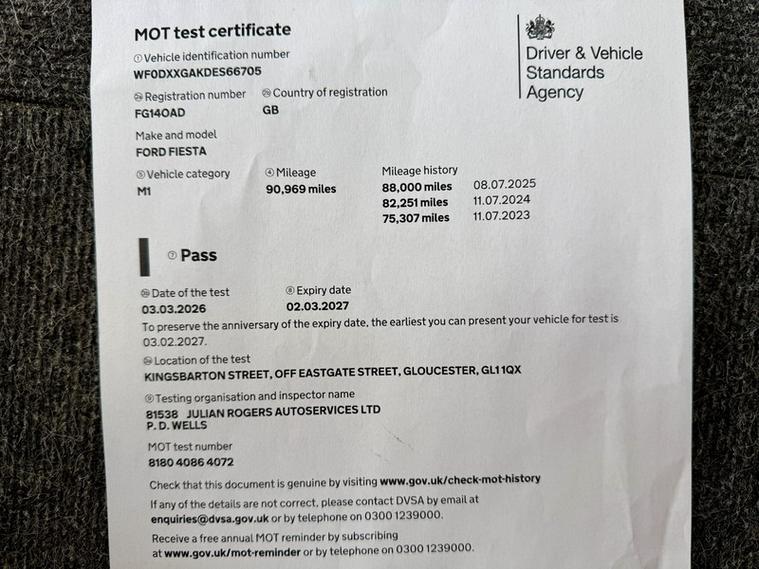 MOT test certificate
① Vehicle identification number
WF0DXXGAKDES66705
Registration number
FG14OAD
Country of registration
GB
Make and model
FORD FIESTA
⑤ Vehicle category
M1
④ Mileage
90,969 miles
Mileage history
88,000 miles 08.07.2025
82,251 miles 11.07.2024
75,307 miles 11.07.2023
Driver & Vehicle
Standards
Agency
⑦ Pass
Date of the test
03.03.2026
⑧ Expiry date
02.03.2027
To preserve the anniversary of the expiry date, the earliest you can present your vehicle for test is
03.02.2027.
Location of the test
KINGSBARTON STREET, OFF EASTGATE STREET, GLOUCESTER, GL1 1QX
⑨ Testing organisation and inspector name
81538 JULIAN ROGERS AUTOSERVICES LTD
P. D. WELLS
MOT test number
8180 4086 4072
Check that this document is genuine by visiting www.gov.uk/check-mot-history
If any of the details are not correct, please contact DVSA by email at
enquiries@dvsa.gov.uk or by telephone on 0300 1239000.
Receive a free annual MOT reminder by subscribing
at www.gov.uk/mot-reminder or by telephone on 0300 1239000.